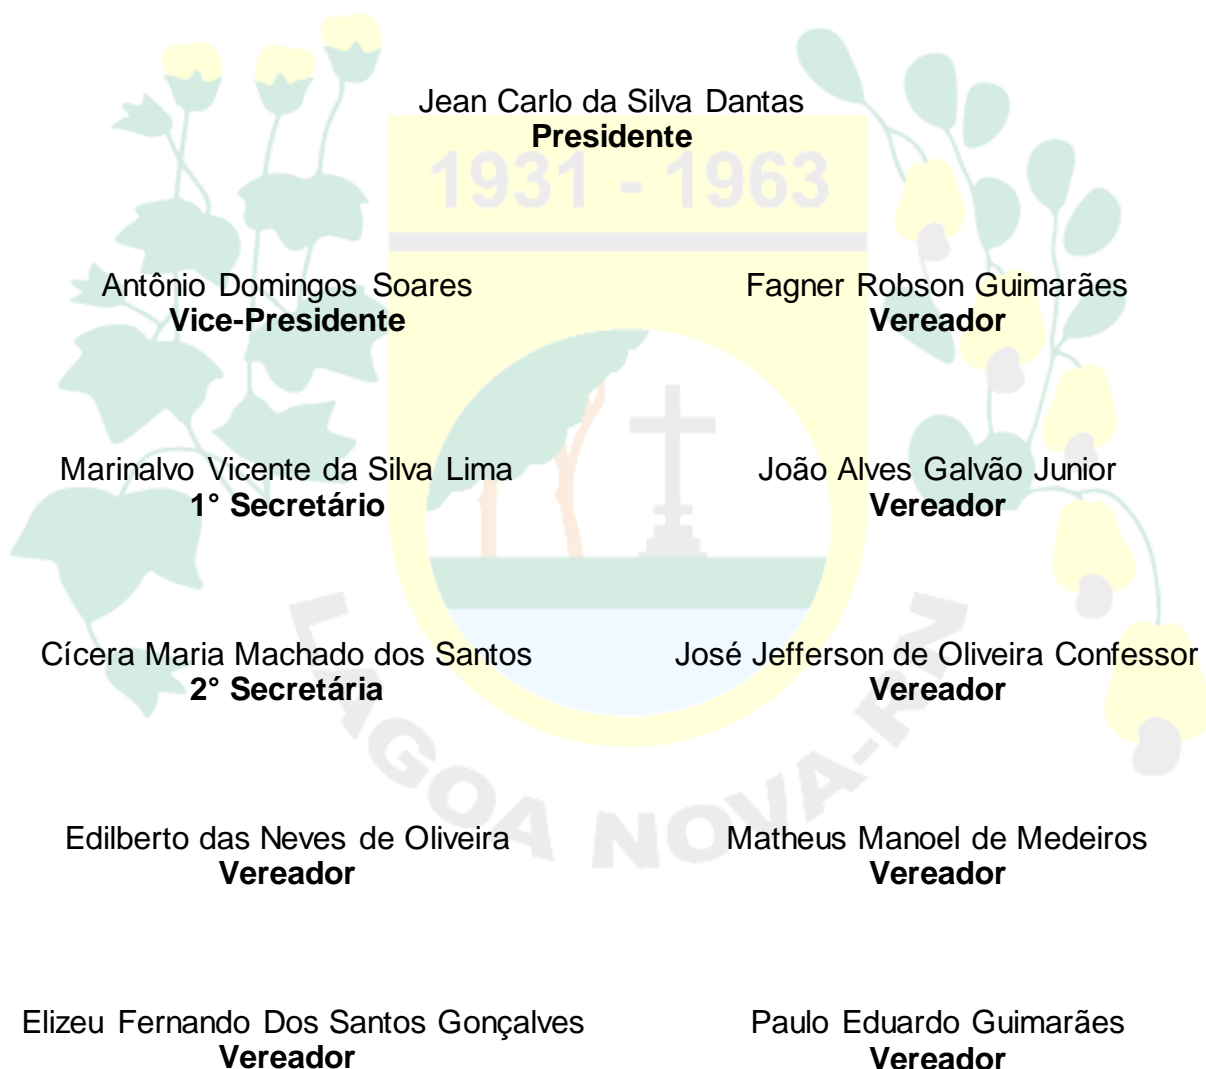 Jean Carlo da Silva Dantas
Presidente
1931 - 1963
Antônio Domingos Soares
Vice-Presidente
Fagner Robson Guimarães
Vereador
Marinalvo Vicente da Silva Lima
1° Secretário
João Alves Galvão Junior
Vereador
Cícera Maria Machado dos Santos
2° Secretária
José Jefferson de Oliveira Confessor
Vereador
LAGOA NOVA-RN
Edilberto das Neves de Oliveira
Vereador
Matheus Manoel de Medeiros
Vereador
Elizeu Fernando Dos Santos Gonçalves
Vereador
Paulo Eduardo Guimarães
Vereador